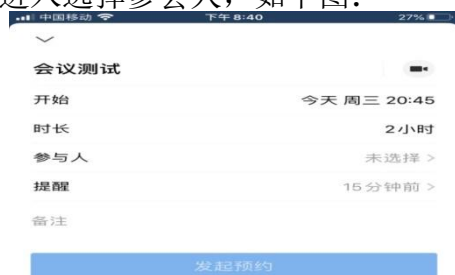 进入选择参会人，如下图：
中国移动 下午8:40 27%
会议测试
开始 今天 周三 20:45
时长 2小时
参与人 未选择 >
提醒 15分钟前 >
备注
发起预约